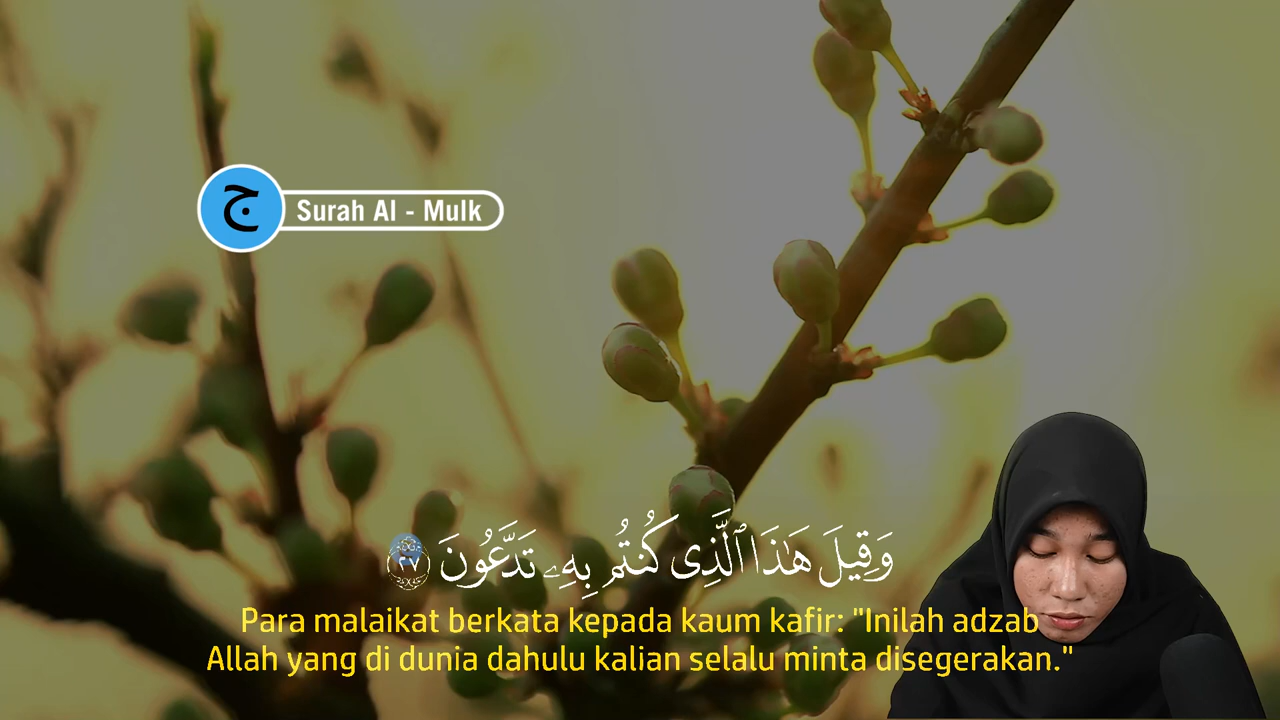 ج
Surah Al - Mulk
وَقِيلَ هَٰذَا ٱلَّذِى كُنتُم بِهِۦ تَدَّعُونَ ٢٧
Para malaikat berkata kepada kaum kafir: "Inilah adzab
Allah yang di dunia dahulu kalian selalu minta disegerakan."